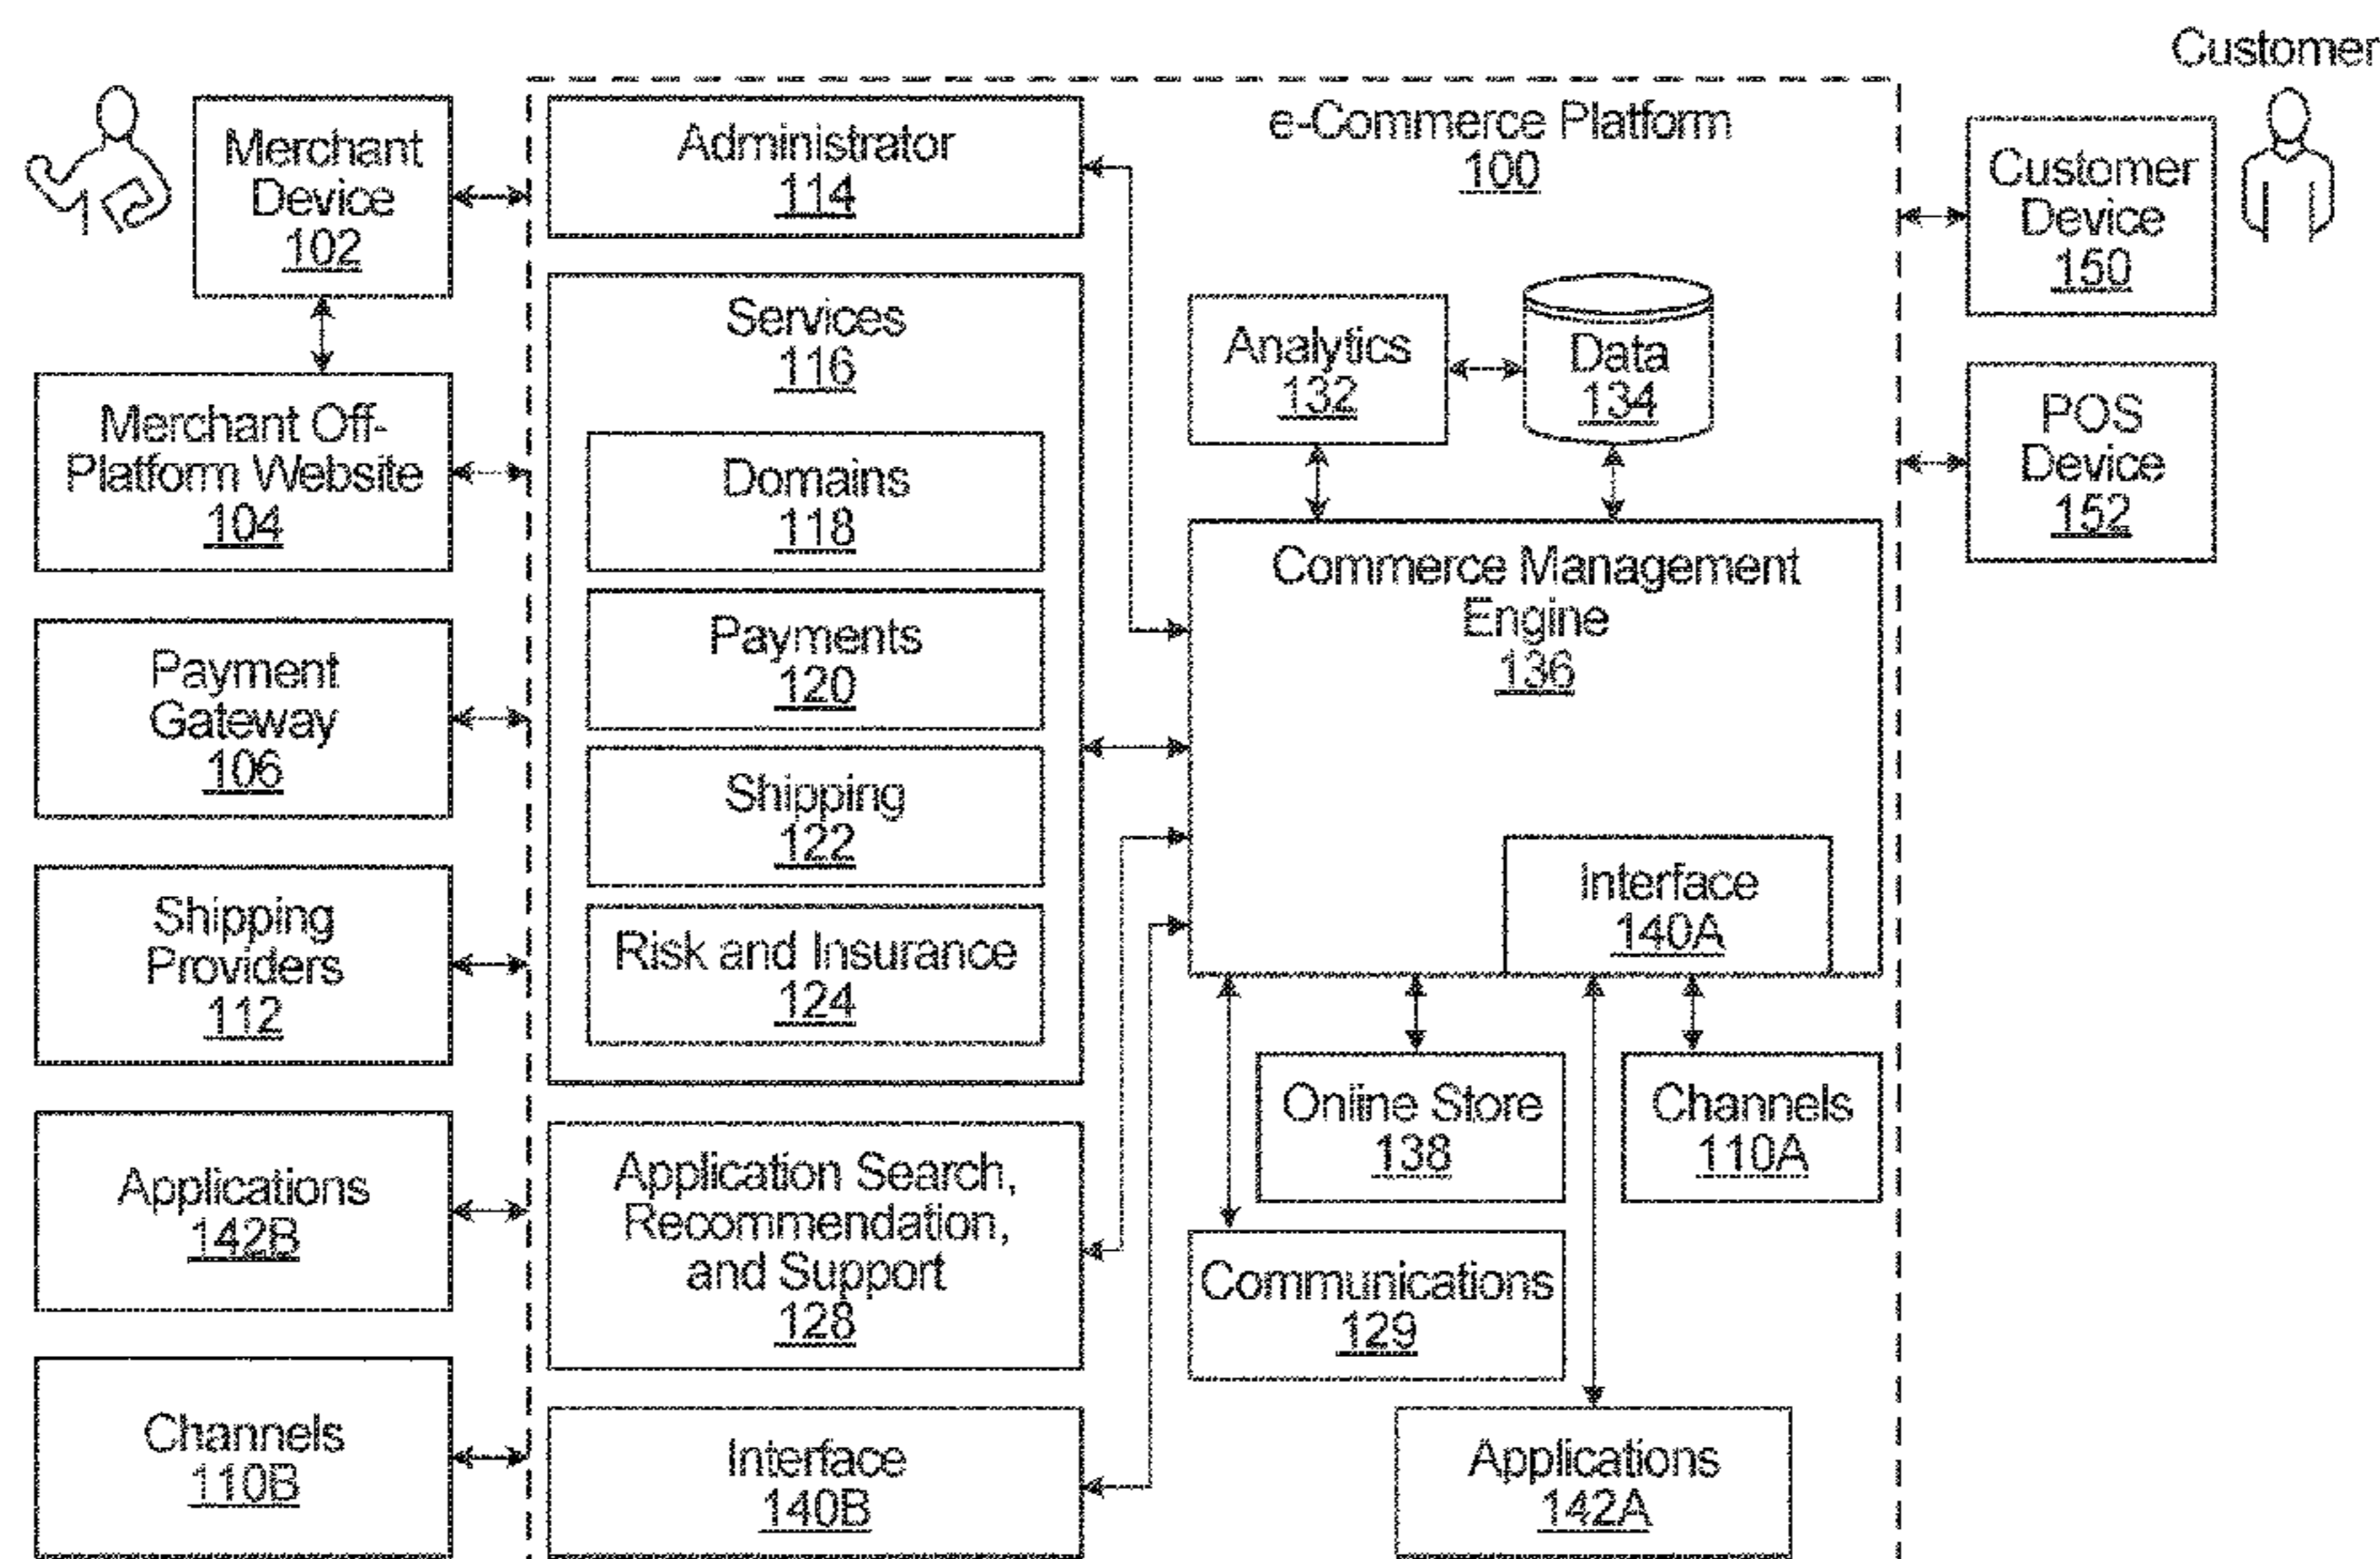 Customer
Merchant
Device
102
Merchant Off-
Platform Website
104
Payment
Gateway
106
Shipping
Providers
112
Applications
142B
Channels
110B
Administrator
114
Services
116
Domains
118
Payments
120
Shipping
122
Risk and Insurance
124
Application Search,
Recommendation,
and Support
128
Interface
140B
e-Commerce Platform
100
Analytics
132
Data
134
Commerce Management
Engine
136
Interface
140A
Online Store
138
Channels
110A
Communications
129
Applications
142A
Customer
Device
150
POS
Device
152